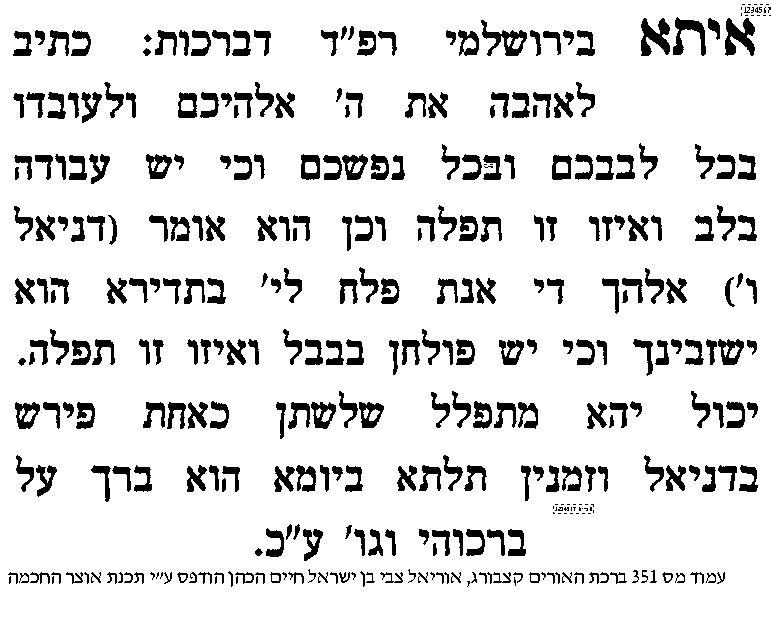 איתא בירושלמי רפ"ד דברכות: כתיב
לאהבה את ה' אלהיכם ולעובדו
בכל לבבכם ובכל נפשכם וכי יש עבודה
בלב ואיזו זו תפלה וכן הוא אומר (דניאל
ו') אלהך די אנת פלח לי' בתדירא הוא
ישזבינך וכי יש פולחן בבבל ואיזו זו תפלה.
יכול יהא מתפלל שלשתן כאחת פירש
בדניאל וזמנין תלתא ביומא הוא ברך על
ברכוהי וגו' ע"כ.
עמוד מס 351 ברכת האורים קצבורג, אוריאל צבי בן ישראל חיים הכהן הודפס ע"י תכנת אוצר החכמה